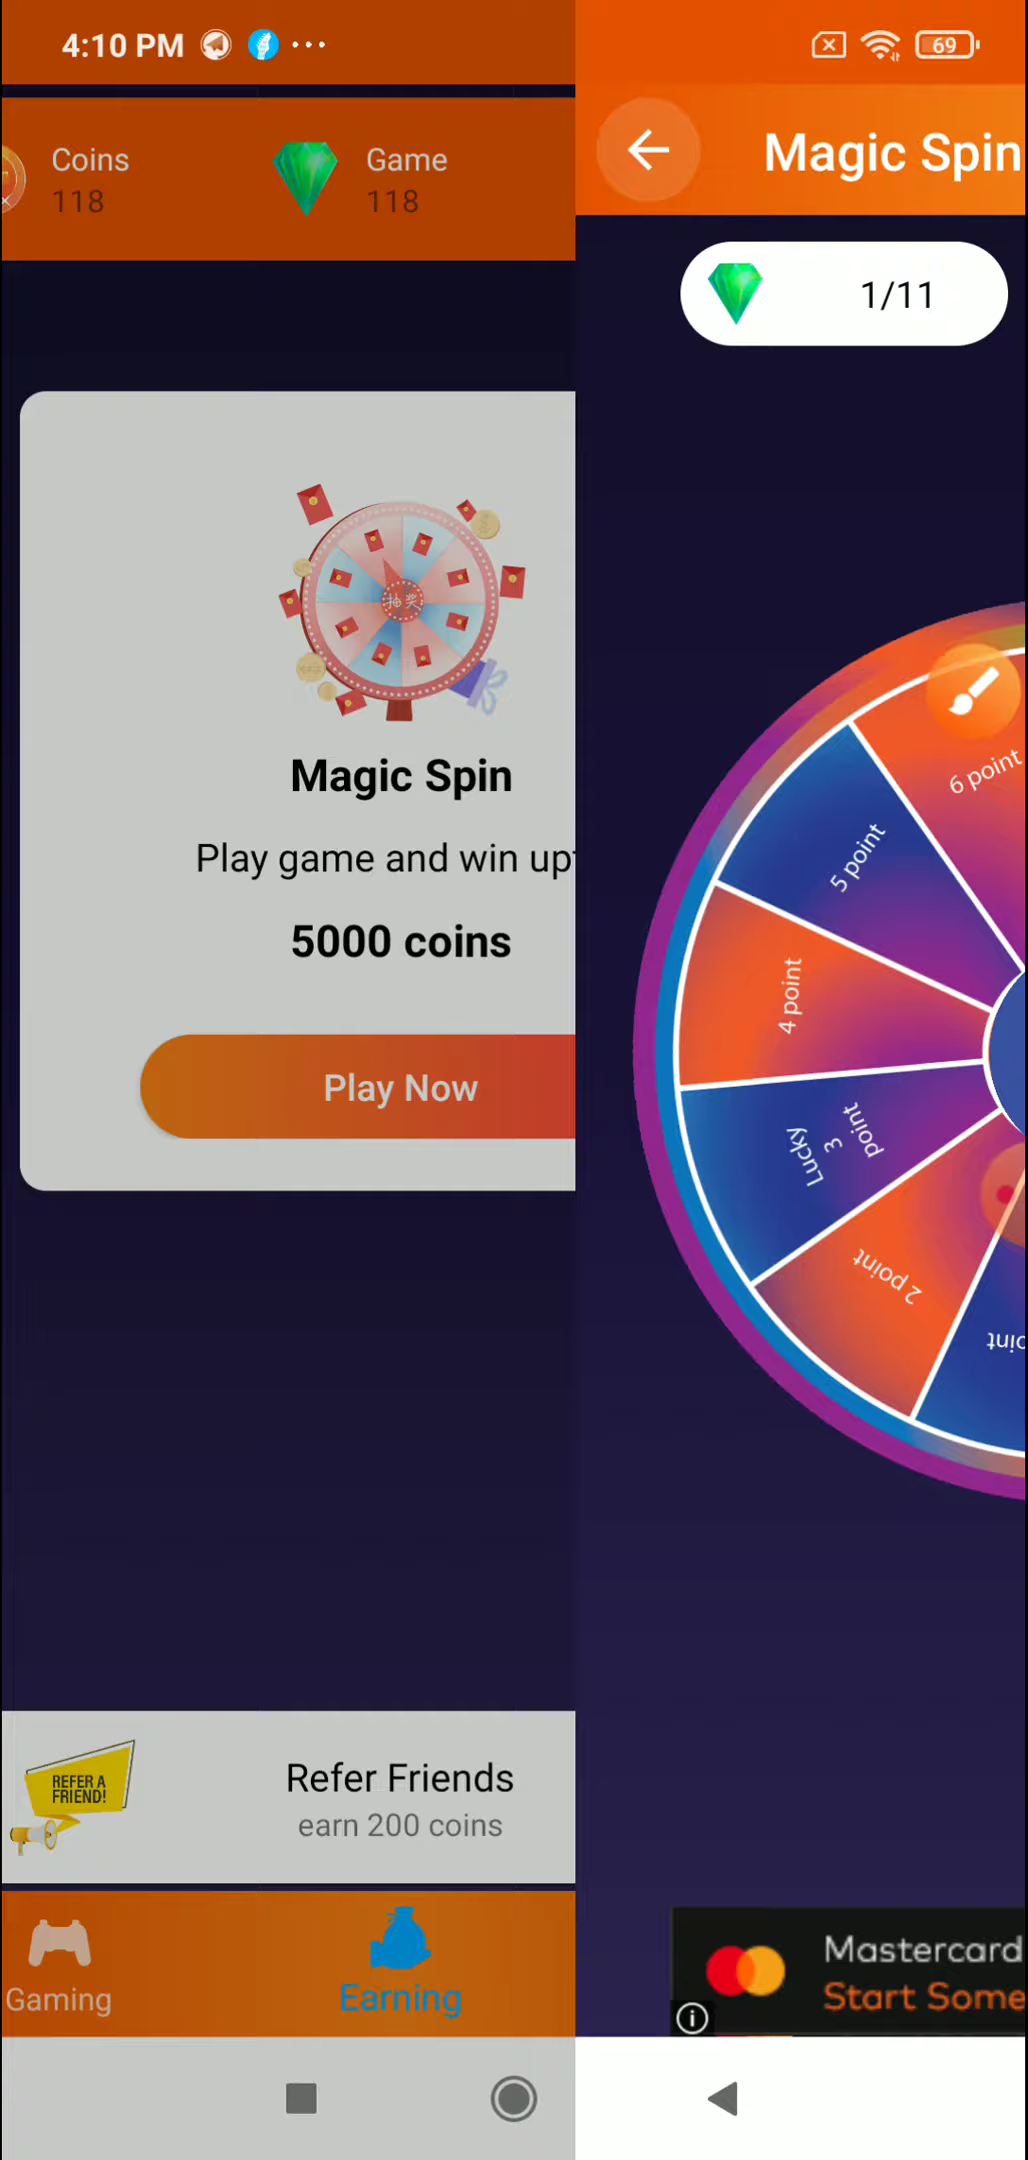 4:10 PM
69
Coins
118
Game
118
Magic Spin
1/11
抽奖
Magic Spin
Play game and win up
5000 coins
Play Now
6 point
5 point
4 point
Lucky
3
point
2 point
REFER A
FRIEND!
Refer Friends
earn 200 coins
Gaming
Earning
Mastercard
Start Some